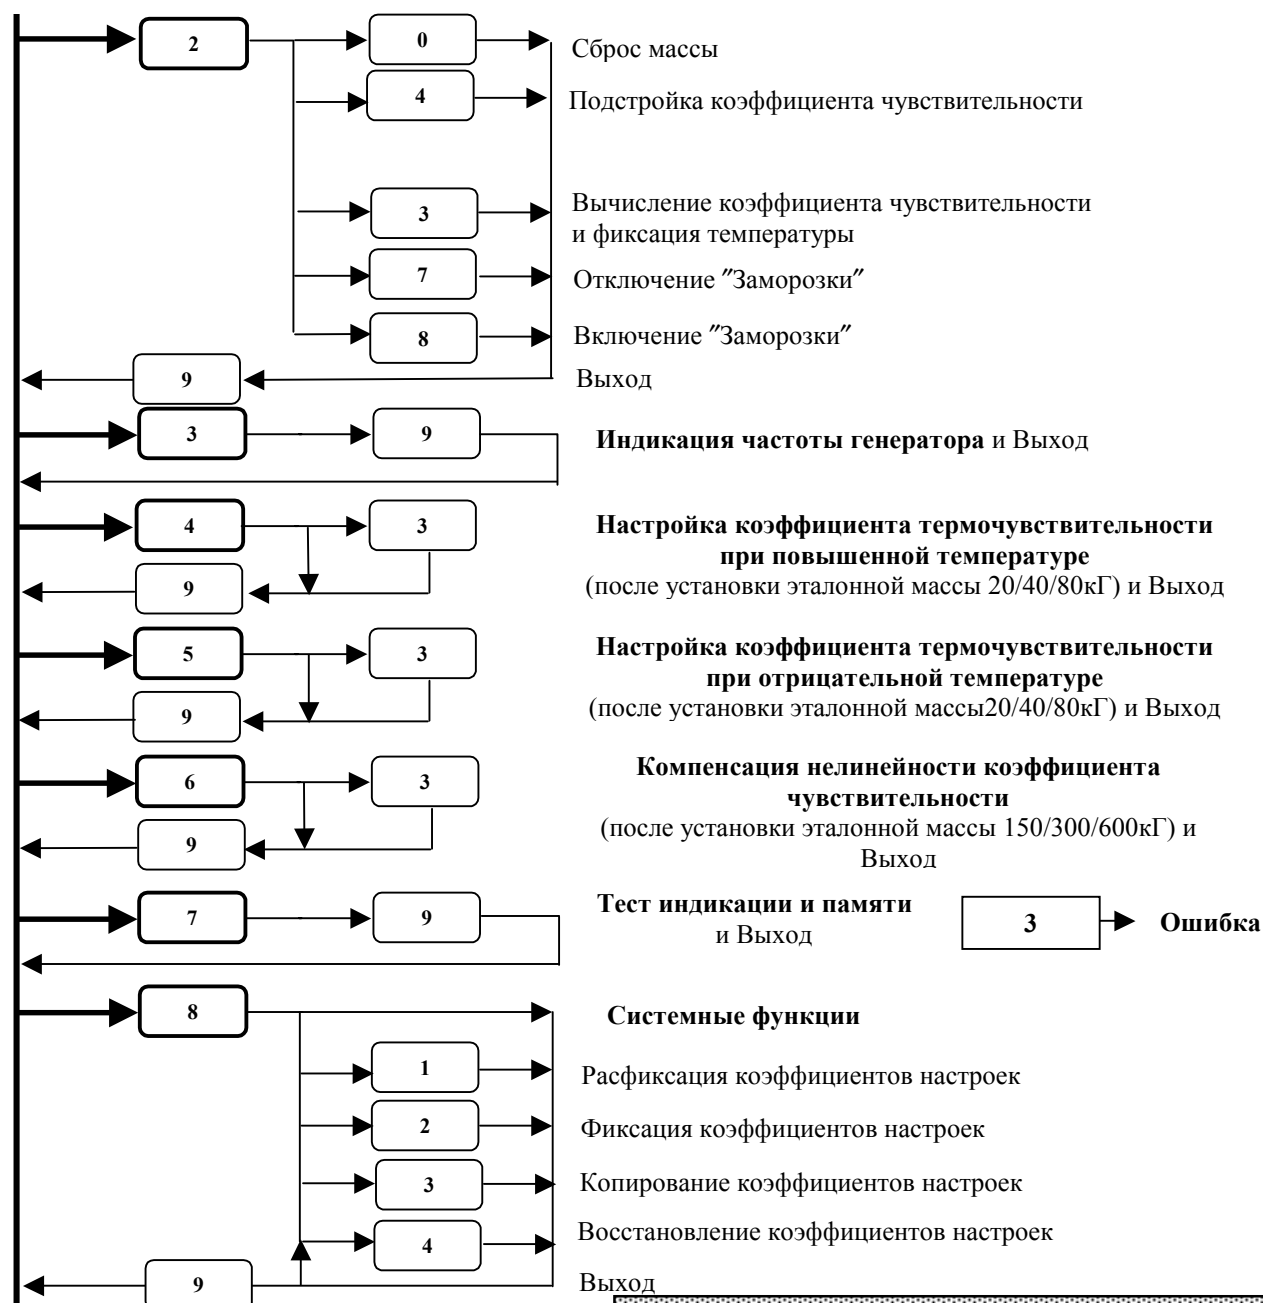 2 0 Сброс массы
4 Подстройка коэффициента чувствительности
3 Вычисление коэффициента чувствительности
и фиксация температуры
7 Отключение ″Заморозки″
8 Включение ″Заморозки″
9 Выход
3 9 Индикация частоты генератора и Выход
4 3 Настройка коэффициента термочувствительности
при повышенной температуре
9 (после установки эталонной массы 20/40/80кГ) и Выход
5 3 Настройка коэффициента термочувствительности
при отрицательной температуре
9 (после установки эталонной массы20/40/80кГ) и Выход
6 3 Компенсация нелинейности коэффициента
чувствительности
9 (после установки эталонной массы 150/300/600кГ) и
Выход
7 9 Тест индикации и памяти 3 Ошибка
и Выход
8 Системные функции
1 Расфиксация коэффициентов настроек
2 Фиксация коэффициентов настроек
3 Копирование коэффициентов настроек
4 Восстановление коэффициентов настроек
9 Выход